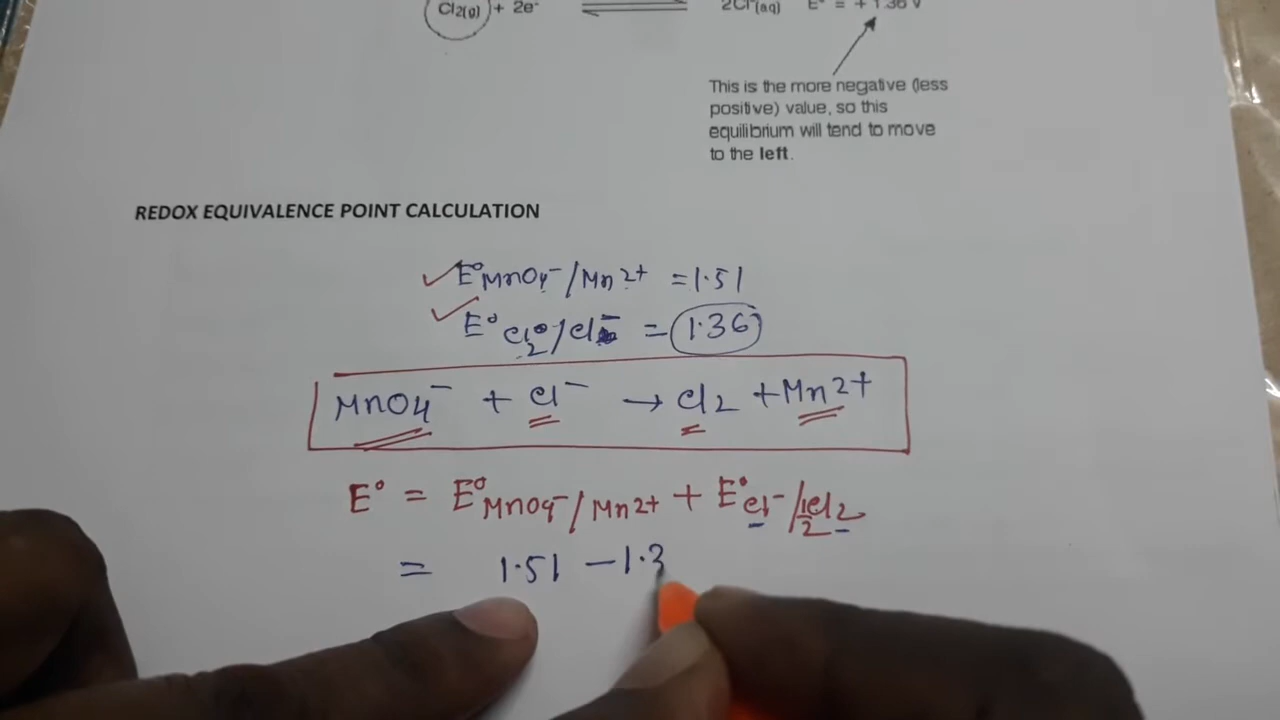 Cl2(g) + 2e- ⇌ 2Cl-(aq) E° = +1.36 V
This is the more negative (less
positive) value, so this
equilibrium will tend to move
to the left.
REDOX EQUIVALENCE POINT CALCULATION
✓E°MnO4-/Mn2+ = 1.51
✓E°Cl2°/Cl- = 1.36
MnO4- + Cl- → Cl2 + Mn2+
E° = E°MnO4-/Mn2+ + E°Cl-/1/2Cl2
= 1.51 - 1.3